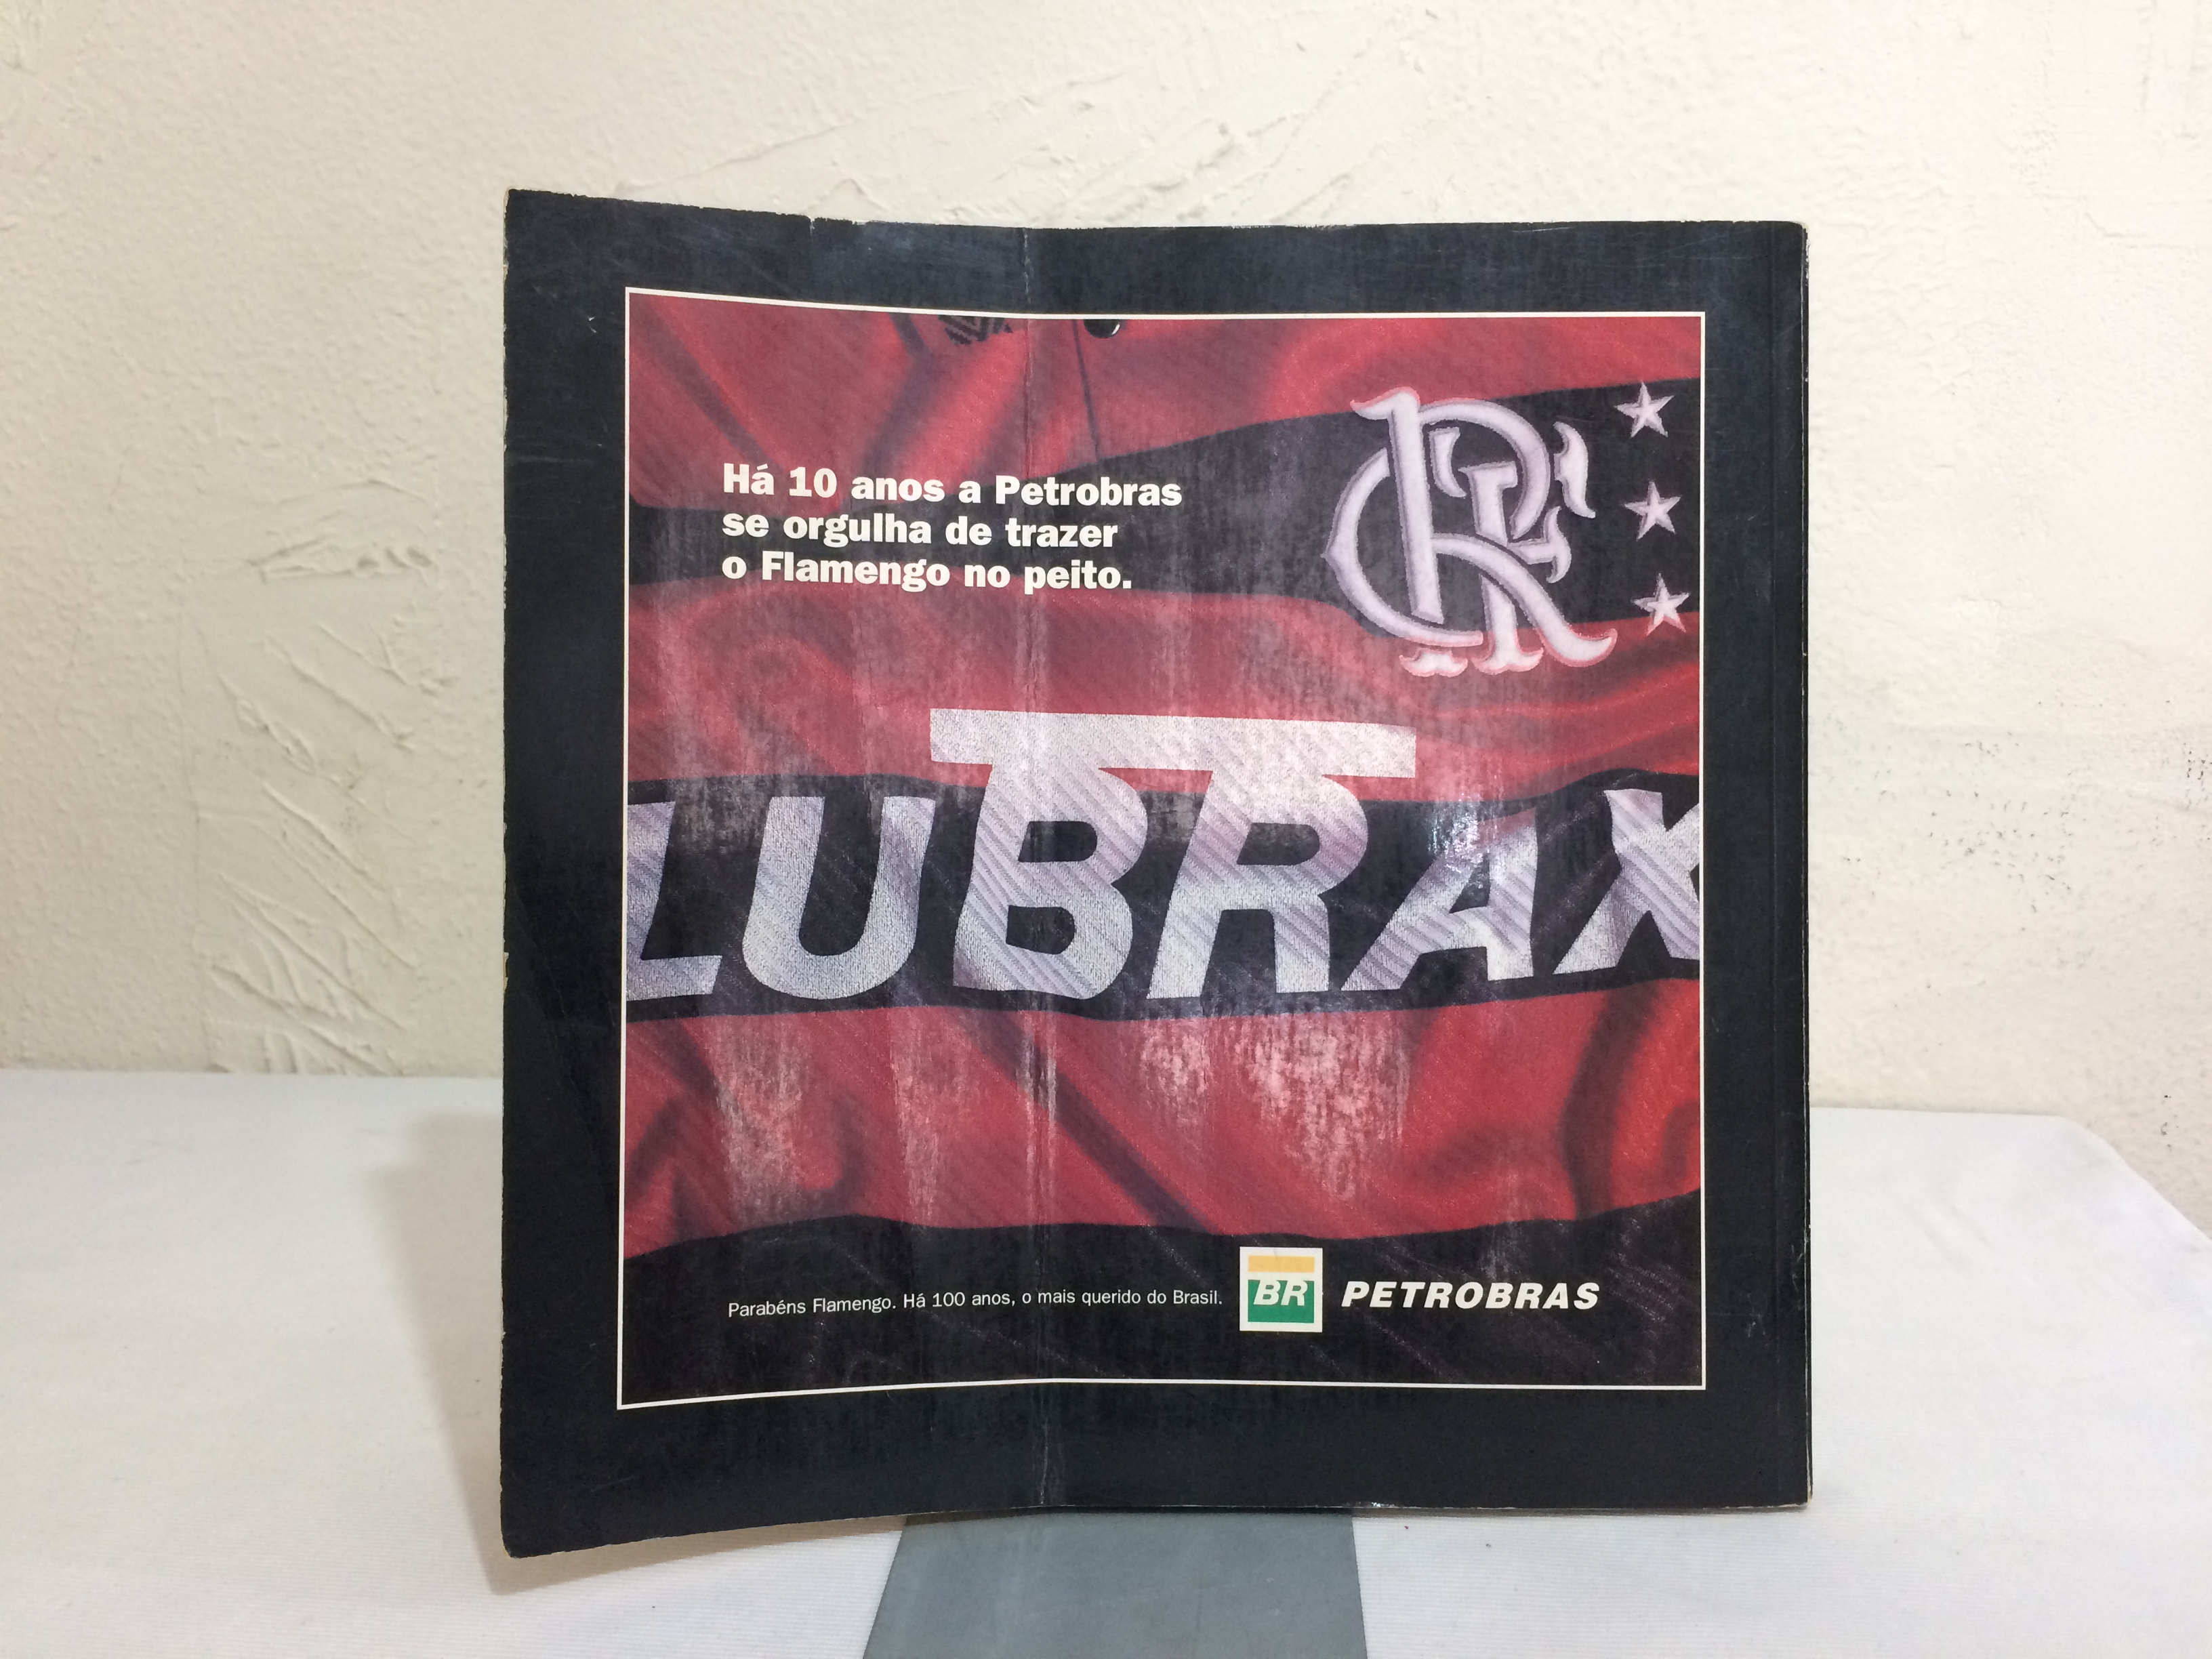 Há 10 anos a Petrobras
se orgulha de trazer
o Flamengo no peito.
CRF
LUBRAX
Parabéns Flamengo. Há 100 anos, o mais querido do Brasil.
BR PETROBRAS